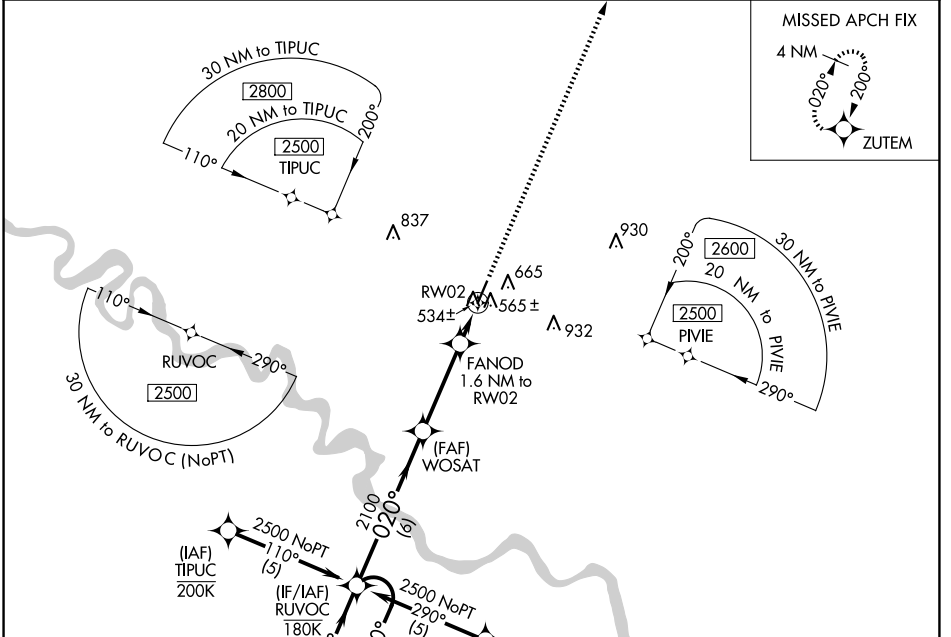 MISSED APCH FIX
4 NM
020°
200°
ZUTEM
30 NM to TIPUC
2800
20 NM to TIPUC
2500
TIPUC
110°
200°
837
930
665
RW02
534±
565±
932
FANOD
1.6 NM to
RW02
200°
2600
30 NM to PIVIE
20 NM to PIVIE
2500
PIVIE
290°
110°
RUVOC
290°
2500
30 NM to RUVOC (NoPT)
(FAF)
WOSAT
2100
020°
(6)
2500 NoPT
110°
(5)
(IAF)
TIPUC
200K
(IF/IAF)
RUVOC
180K
2500 NoPT
290°
(5)